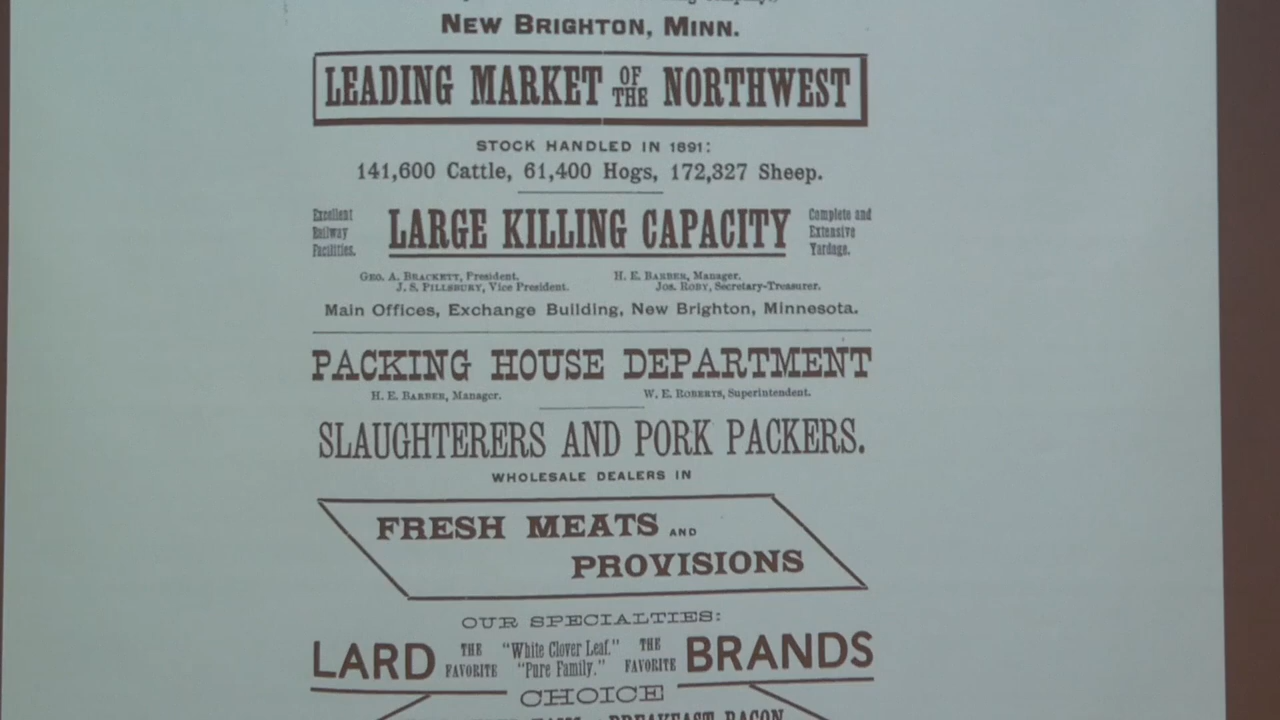 NEW BRIGHTON, MINN.
LEADING MARKET OF THE NORTHWEST
STOCK HANDLED IN 1891:
141,600 Cattle, 61,400 Hogs, 172,327 Sheep.
Excellent Railway Facilities.
LARGE KILLING CAPACITY
Complete and Extensive Yardage.
GEO. A. BRACKETT, President. H. E. BARBER, Manager.
J. S. PILLSBURY, Vice President. JOS. ROBY, Secretary-Treasurer.
Main Offices, Exchange Building, New Brighton, Minnesota.
PACKING HOUSE DEPARTMENT
H. E. BARBER, Manager. W. E. ROBERTS, Superintendent.
SLAUGHTERERS AND PORK PACKERS.
WHOLESALE DEALERS IN
FRESH MEATS AND
PROVISIONS
OUR SPECIALTIES:
LARD THE FAVORITE "White Clover Leaf." "Pure Family." THE FAVORITE BRANDS
CHOICE
BREAKFAST BACON